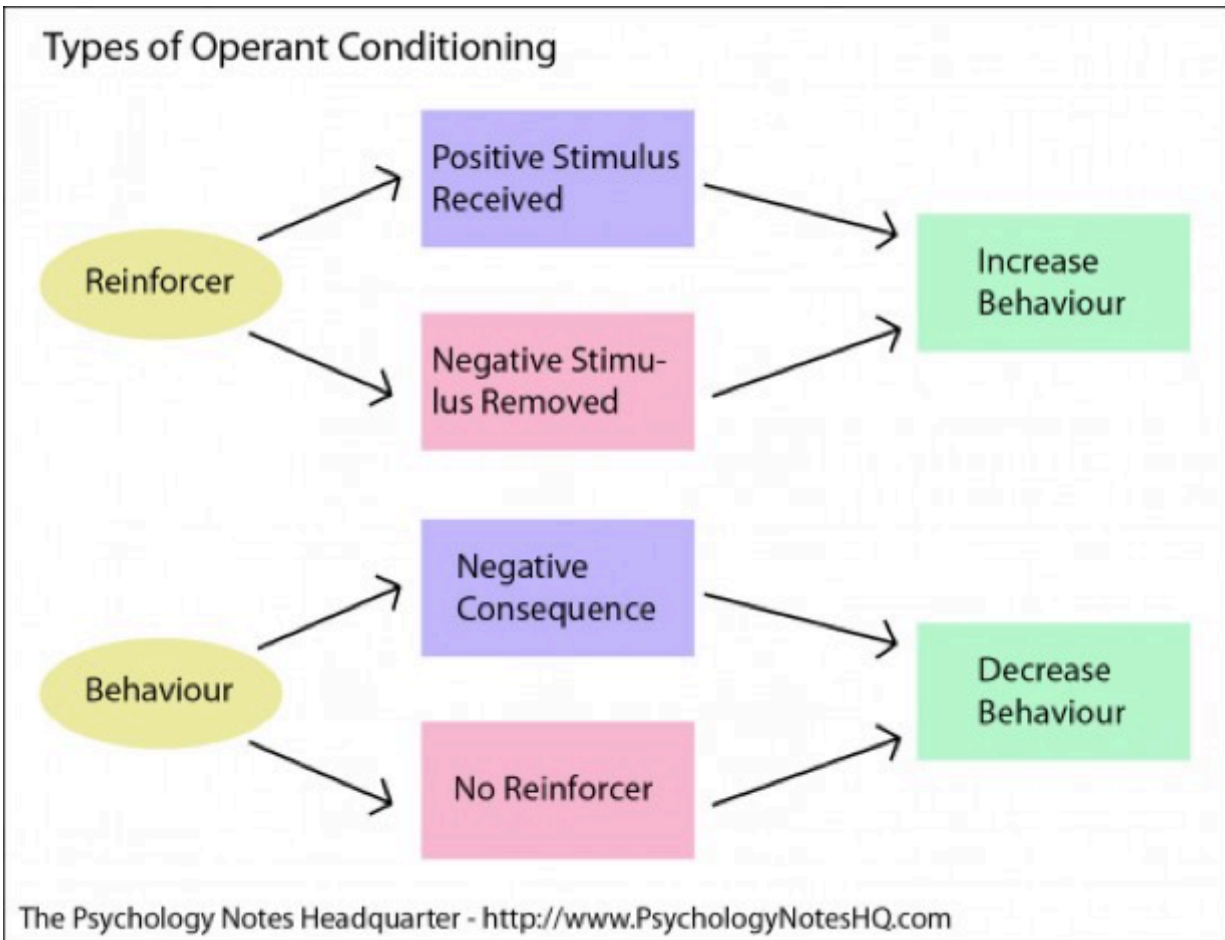 Types of Operant Conditioning
Positive Stimulus
Received
Reinforcer
Increase
Behaviour
Negative Stimu-
lus Removed
Negative
Consequence
Behaviour
Decrease
Behaviour
No Reinforcer
The Psychology Notes Headquarter - http://www.PsychologyNotesHQ.com